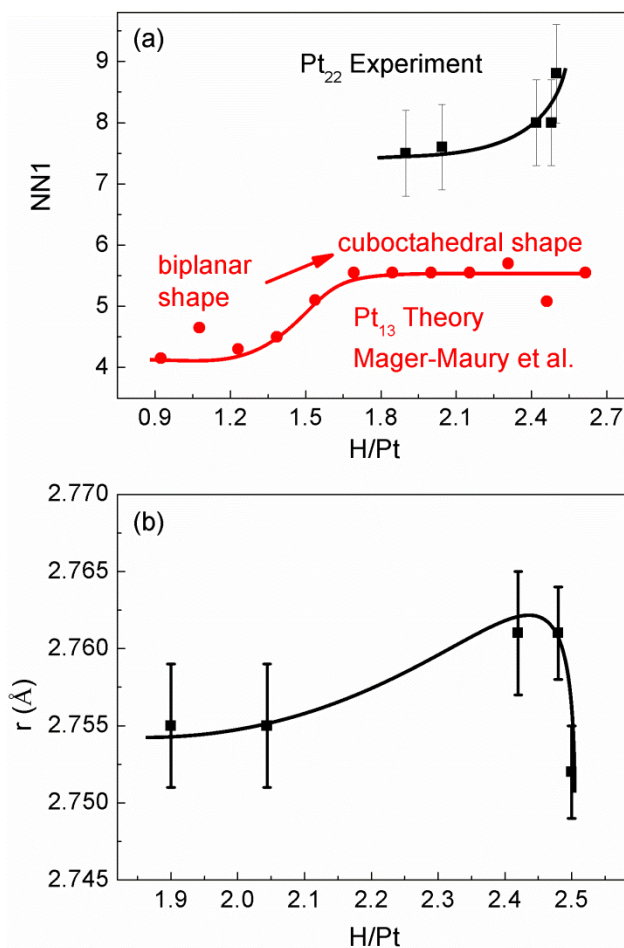 (a)
Pt22 Experiment
9
8
7
6
5
4
NN1
cuboctahedral shape
biplanar
shape
Pt13 Theory
Mager-Maury et al.
0.9 1.2 1.5 1.8 2.1 2.4 2.7
H/Pt
(b)
2.770
2.765
2.760
2.755
2.750
2.745
r (Å)
1.9 2.0 2.1 2.2 2.3 2.4 2.5
H/Pt